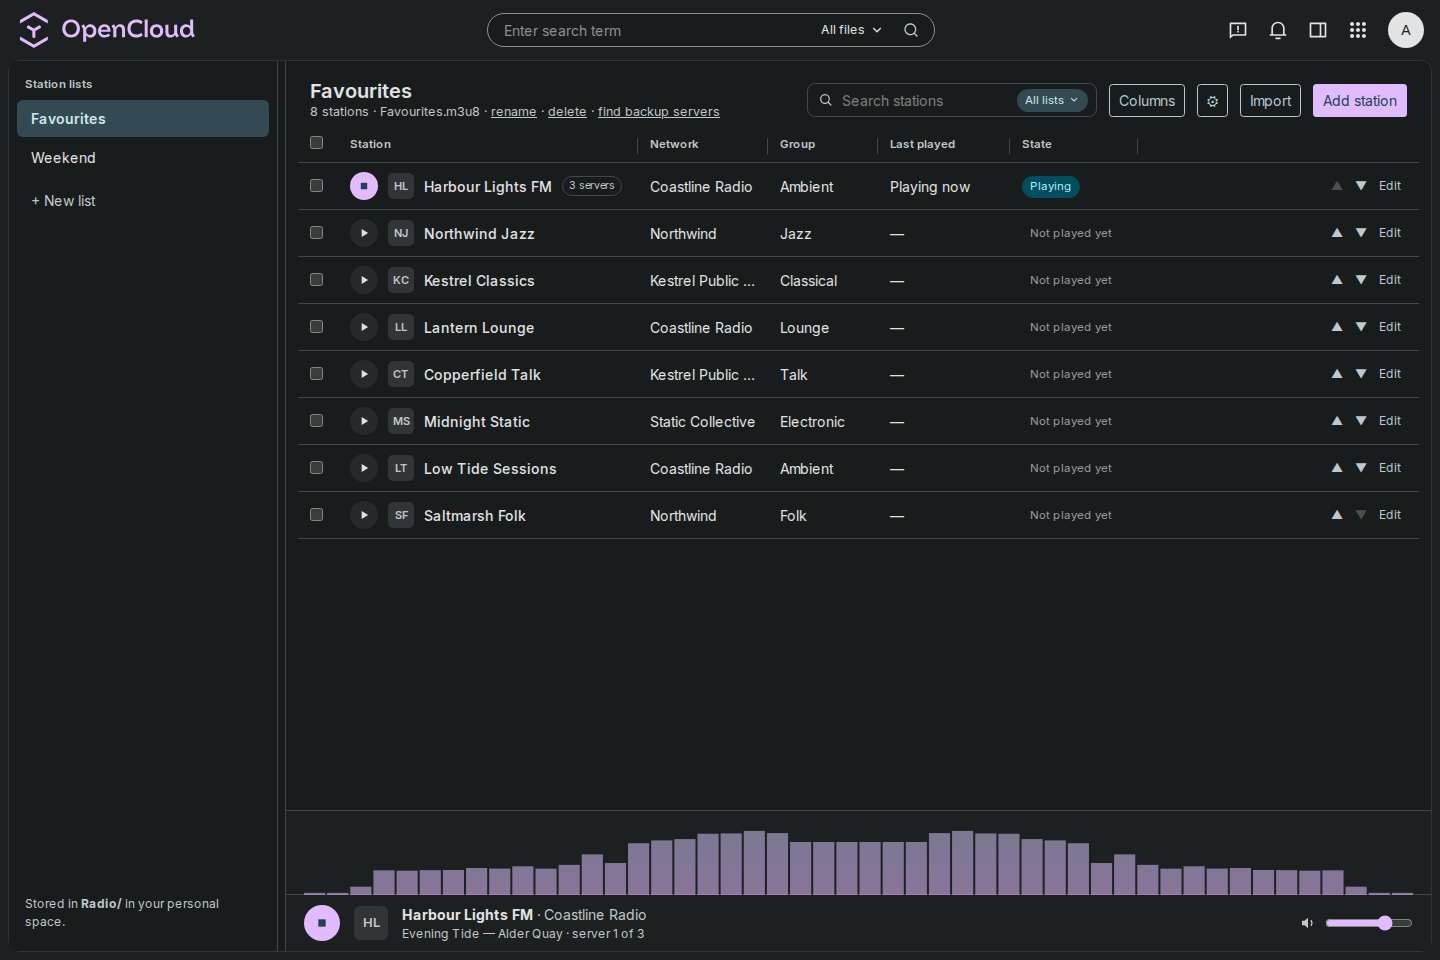 OpenCloud
Enter search term
All files
A
Station lists
Favourites
Weekend
+ New list
Stored in Radio/ in your personal
space.
Favourites
8 stations · Favourites.m3u8 · rename · delete · find backup servers
Search stations
All lists
Columns
Import
Add station
Station Network Group Last played State
HL Harbour Lights FM 3 servers Coastline Radio Ambient Playing now Playing ▲ ▼ Edit
NJ Northwind Jazz Northwind Jazz — Not played yet ▲ ▼ Edit
KC Kestrel Classics Kestrel Public ... Classical — Not played yet ▲ ▼ Edit
LL Lantern Lounge Coastline Radio Lounge — Not played yet ▲ ▼ Edit
CT Copperfield Talk Kestrel Public ... Talk — Not played yet ▲ ▼ Edit
MS Midnight Static Static Collective Electronic — Not played yet ▲ ▼ Edit
LT Low Tide Sessions Coastline Radio Ambient — Not played yet ▲ ▼ Edit
SF Saltmarsh Folk Northwind Folk — Not played yet ▲ ▼ Edit
HL
Harbour Lights FM · Coastline Radio
Evening Tide — Alder Quay · server 1 of 3